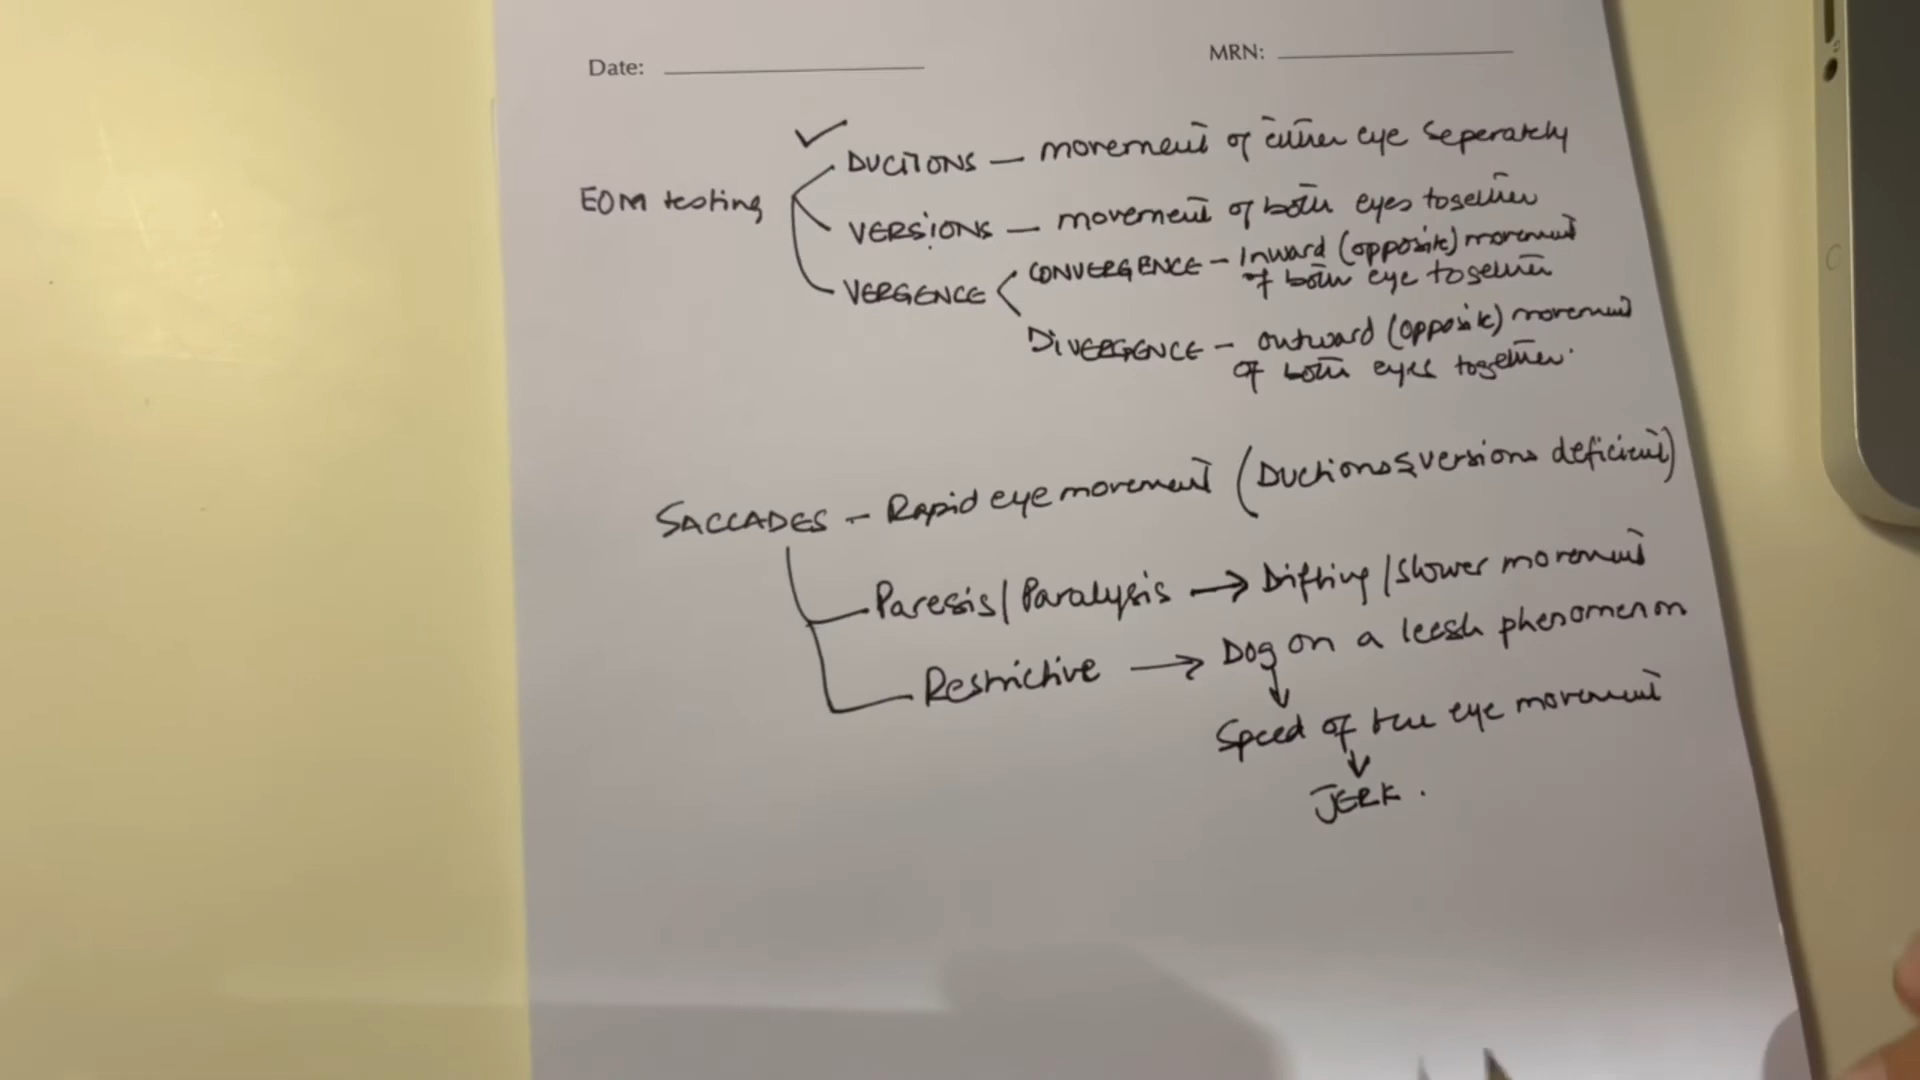 Date: MRN:
DUCITONS — movement of either eye seperately
EOM testing
VERSIONS — movement of both eyes together
VERGENCE
CONVERGENCE - Inward (opposite) movement
of both eye together
DIVERGENCE - outward (opposite) movement
of both eyes together.
SACCADES - Rapid eye movement (Ductions & versions deficient)
Paresis/Paralysis → Drifting/slower movement
Restrictive → Dog on a leesh phenomenon
↓
Speed of the eye movement
↓
JERK.